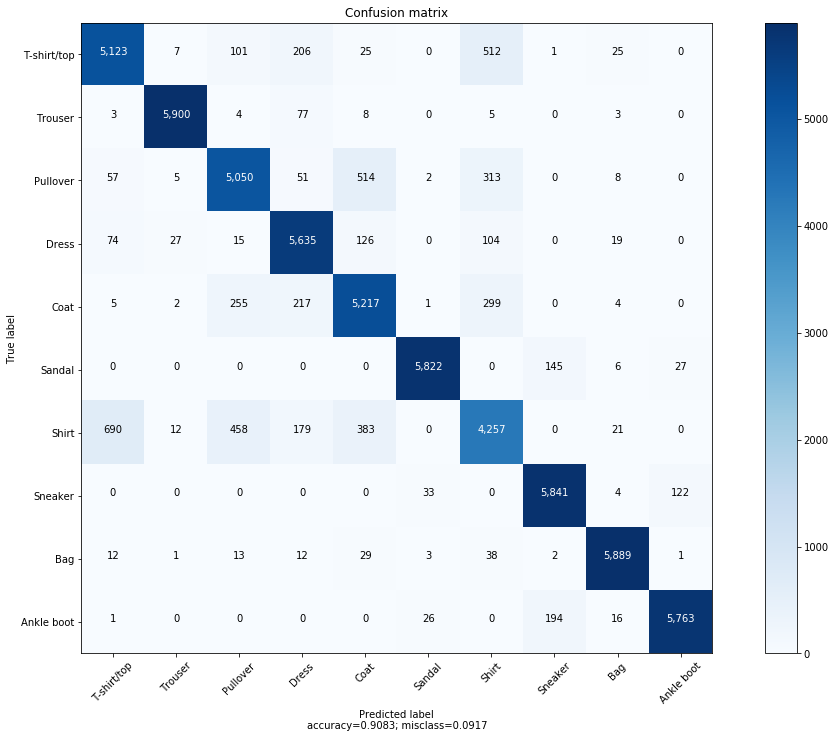 Confusion matrix
T-shirt/top 5,123 7 101 206 25 0 512 1 25 0
Trouser 3 5,900 4 77 8 0 5 3 0 0
Pullover 57 5 5,050 51 514 2 313 0 8 0
Dress 74 27 15 5,635 126 0 104 0 19 0
Coat 5 2 255 217 5,217 1 299 0 4 0
Sandal 0 0 0 0 0 5,822 0 145 6 27
Shirt 690 12 458 179 383 0 4,257 0 21 0
Sneaker 0 0 0 0 0 33 0 5,841 4 122
Bag 12 1 13 12 29 3 38 2 5,889 1
Ankle boot 1 0 0 0 0 26 0 194 16 5,763
True label
T-shirt/top Trouser Pullover Dress Coat Sandal Shirt Sneaker Bag Ankle boot
Predicted label
accuracy=0.9083; misclass=0.0917
5000
4000
3000
2000
1000
0